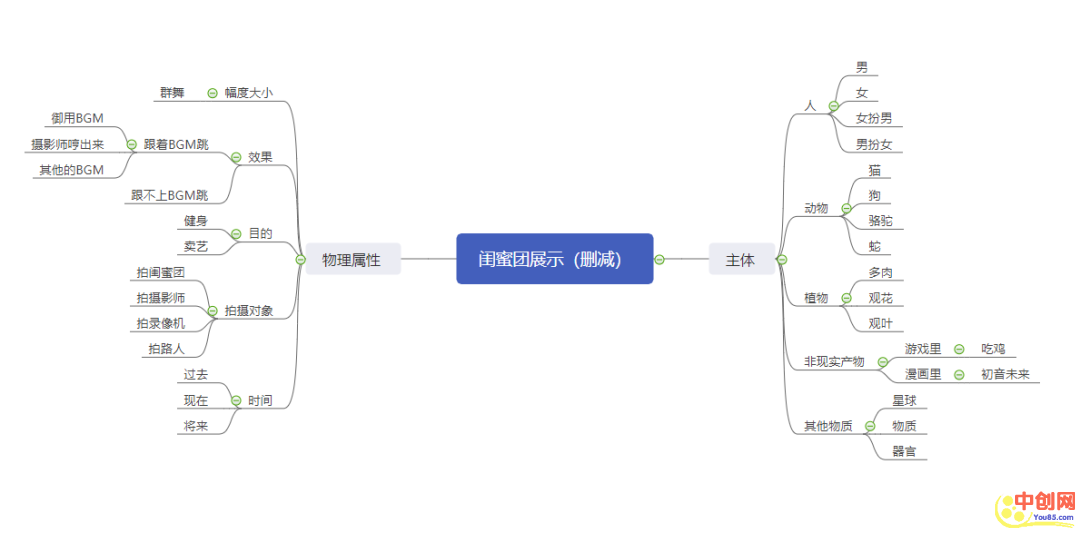 闺蜜团展示（删减）
物理属性
幅度大小
群舞
效果
跟着BGM跳
御用BGM
摄影师哼出来
其他的BGM
跟不上BGM跳
目的
健身
卖艺
拍摄对象
拍闺蜜团
拍摄影师
拍录像机
拍路人
时间
过去
现在
将来
主体
人
男
女
女扮男
男扮女
动物
猫
狗
骆驼
蛇
植物
多肉
观花
观叶
非现实产物
游戏里
吃鸡
漫画里
初音未来
其他物质
星球
物质
器官
中创网
You85.com